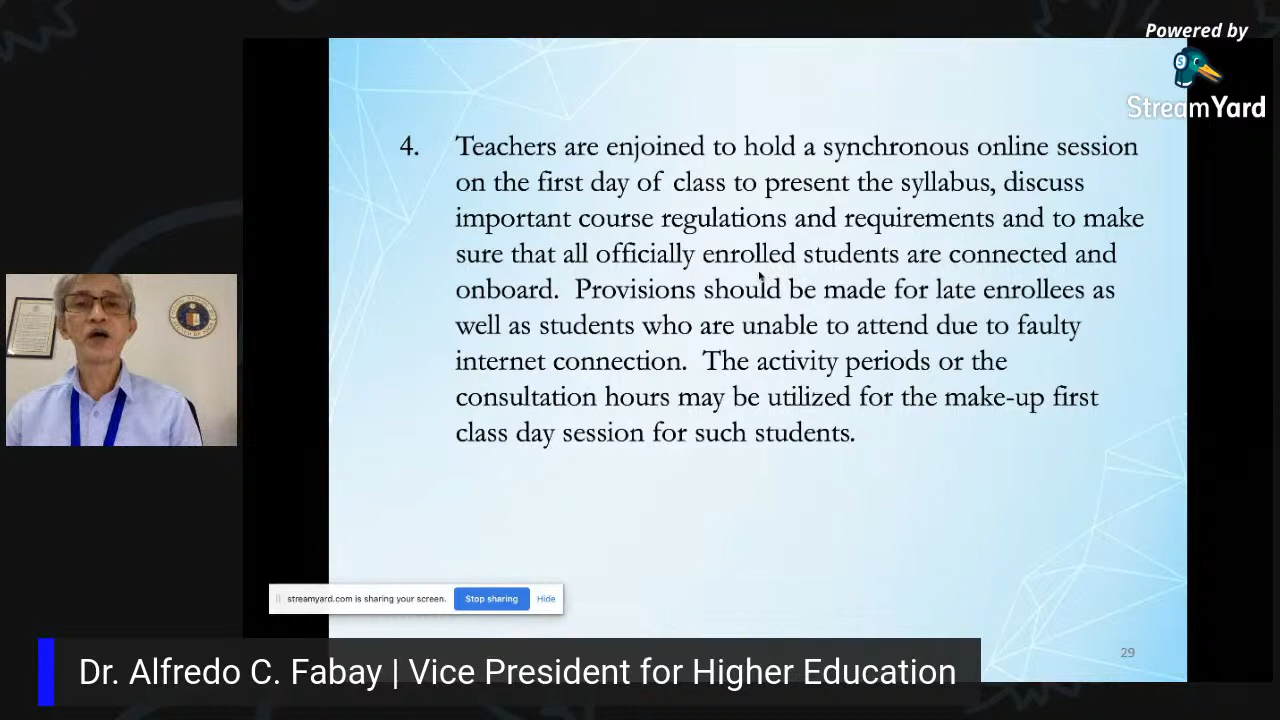 Powered by
StreamYard
4. Teachers are enjoined to hold a synchronous online session
on the first day of class to present the syllabus, discuss
important course regulations and requirements and to make
sure that all officially enrolled students are connected and
onboard. Provisions should be made for late enrollees as
well as students who are unable to attend due to faulty
internet connection. The activity periods or the
consultation hours may be utilized for the make-up first
class day session for such students.
streamyard.com is sharing your screen. Stop sharing Hide
29
Dr. Alfredo C. Fabay | Vice President for Higher Education